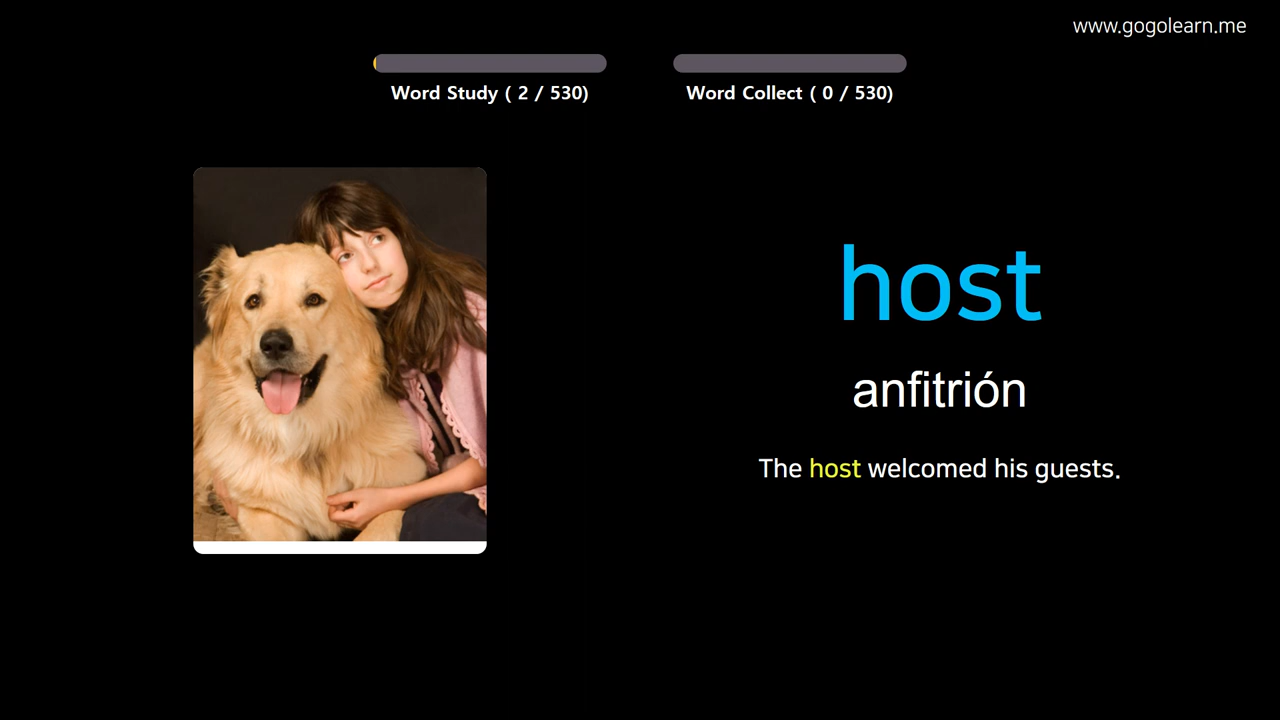 www.gogolearn.me
Word Study ( 2 / 530)
Word Collect ( 0 / 530)
host
anfitrión
The host welcomed his guests.